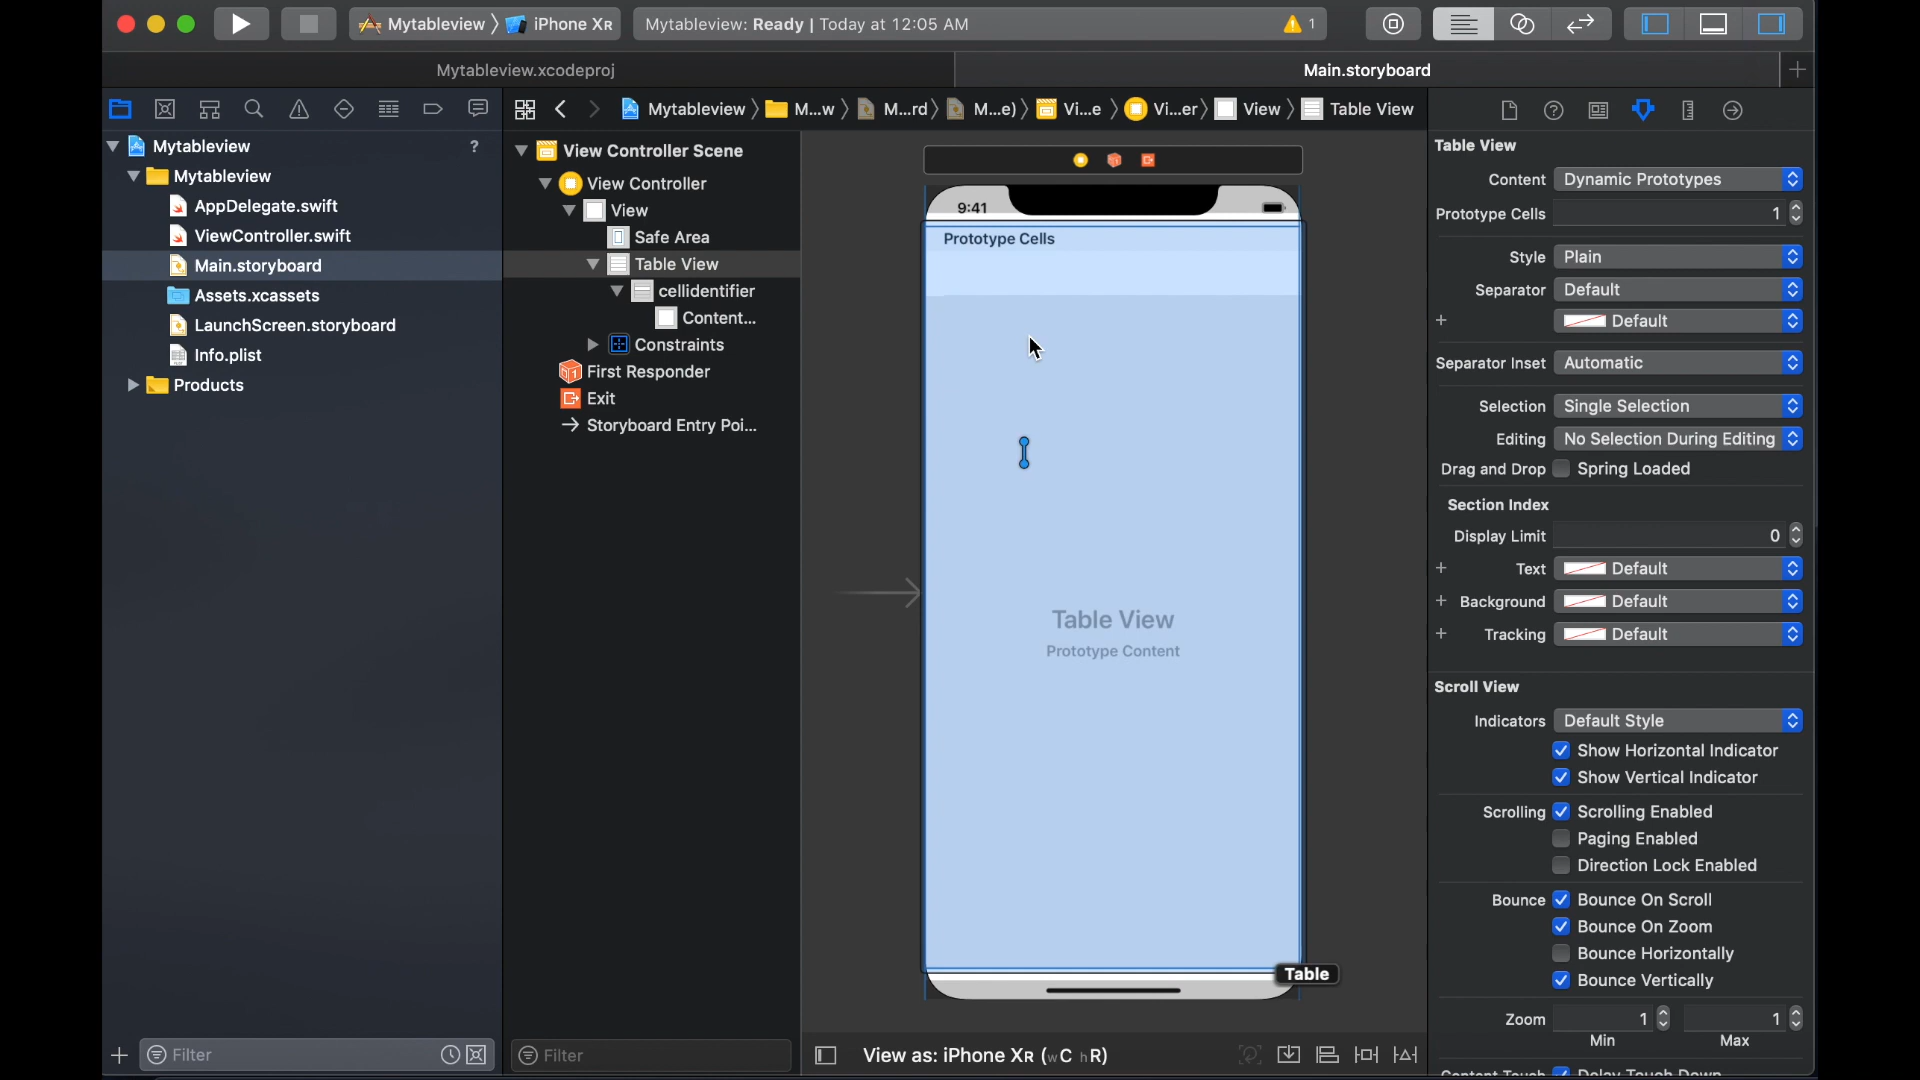 Mytableview
iPhone XR
Mytableview: Ready | Today at 12:05 AM
1
Mytableview.xcodeproj
Main.storyboard
Mytableview
M...w
M...rd
M...e)
Vi...e
Vi...er
View
Table View
Mytableview
?
Mytableview
AppDelegate.swift
ViewController.swift
Main.storyboard
Assets.xcassets
LaunchScreen.storyboard
Info.plist
Products
Filter
View Controller Scene
View Controller
View
Safe Area
Table View
cellidentifier
Content...
Constraints
First Responder
Exit
Storyboard Entry Poi...
Filter
9:41
Prototype Cells
Table View
Prototype Content
Table
View as: iPhone XR (wC hR)
Table View
Content Dynamic Prototypes
Prototype Cells 1
Style Plain
Separator Default
Default
Separator Inset Automatic
Selection Single Selection
Editing No Selection During Editing
Drag and Drop Spring Loaded
Section Index
Display Limit 0
Text Default
Background Default
Tracking Default
Scroll View
Indicators Default Style
Show Horizontal Indicator
Show Vertical Indicator
Scrolling Scrolling Enabled
Paging Enabled
Direction Lock Enabled
Bounce Bounce On Scroll
Bounce On Zoom
Bounce Horizontally
Bounce Vertically
Zoom 1 1
Min Max
Content Touch Delay Touch Down